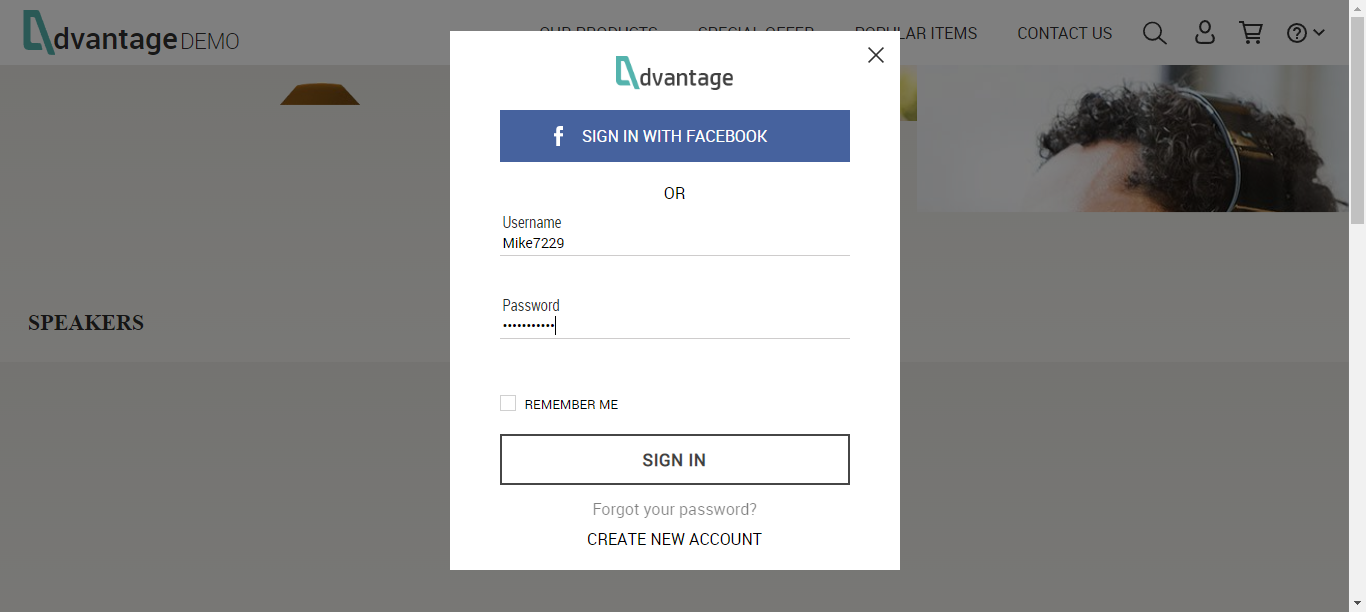 dvantage DEMO
OUR PRODUCTS SPECIAL OFFER POPULAR ITEMS CONTACT US
dvantage
f SIGN IN WITH FACEBOOK
OR
Username
Mike7229
Password
•••••••••••
REMEMBER ME
SIGN IN
Forgot your password?
CREATE NEW ACCOUNT
SPEAKERS